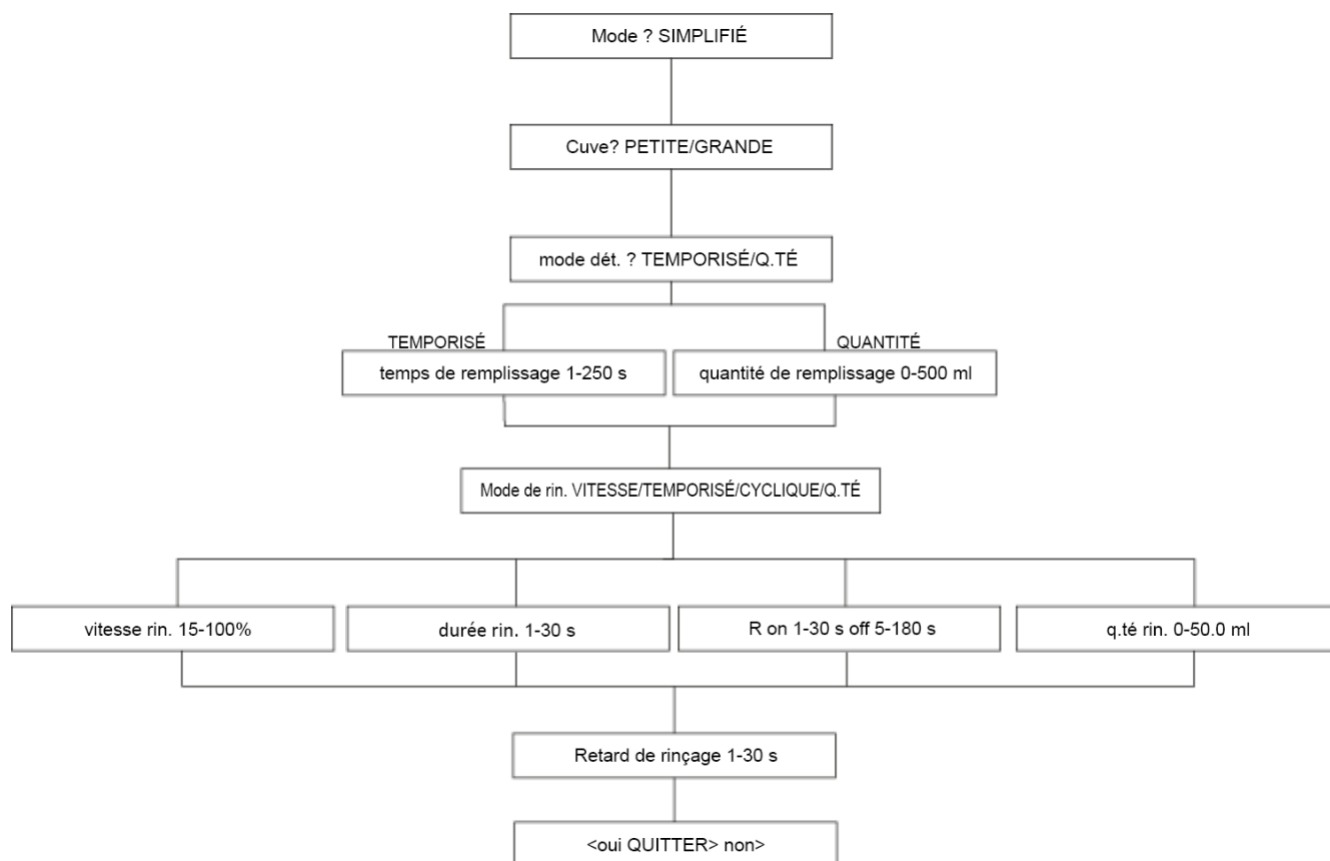 Mode ? SIMPLIFIÉ
Cuve? PETITE/GRANDE
mode dét. ? TEMPORISÉ/Q.TÉ
TEMPORISÉ
QUANTITÉ
temps de remplissage 1-250 s
quantité de remplissage 0-500 ml
Mode de rin. VITESSE/TEMPORISÉ/CYCLIQUE/Q.TÉ
vitesse rin. 15-100%
durée rin. 1-30 s
R on 1-30 s off 5-180 s
q.té rin. 0-50.0 ml
Retard de rinçage 1-30 s
<oui QUITTER> non>